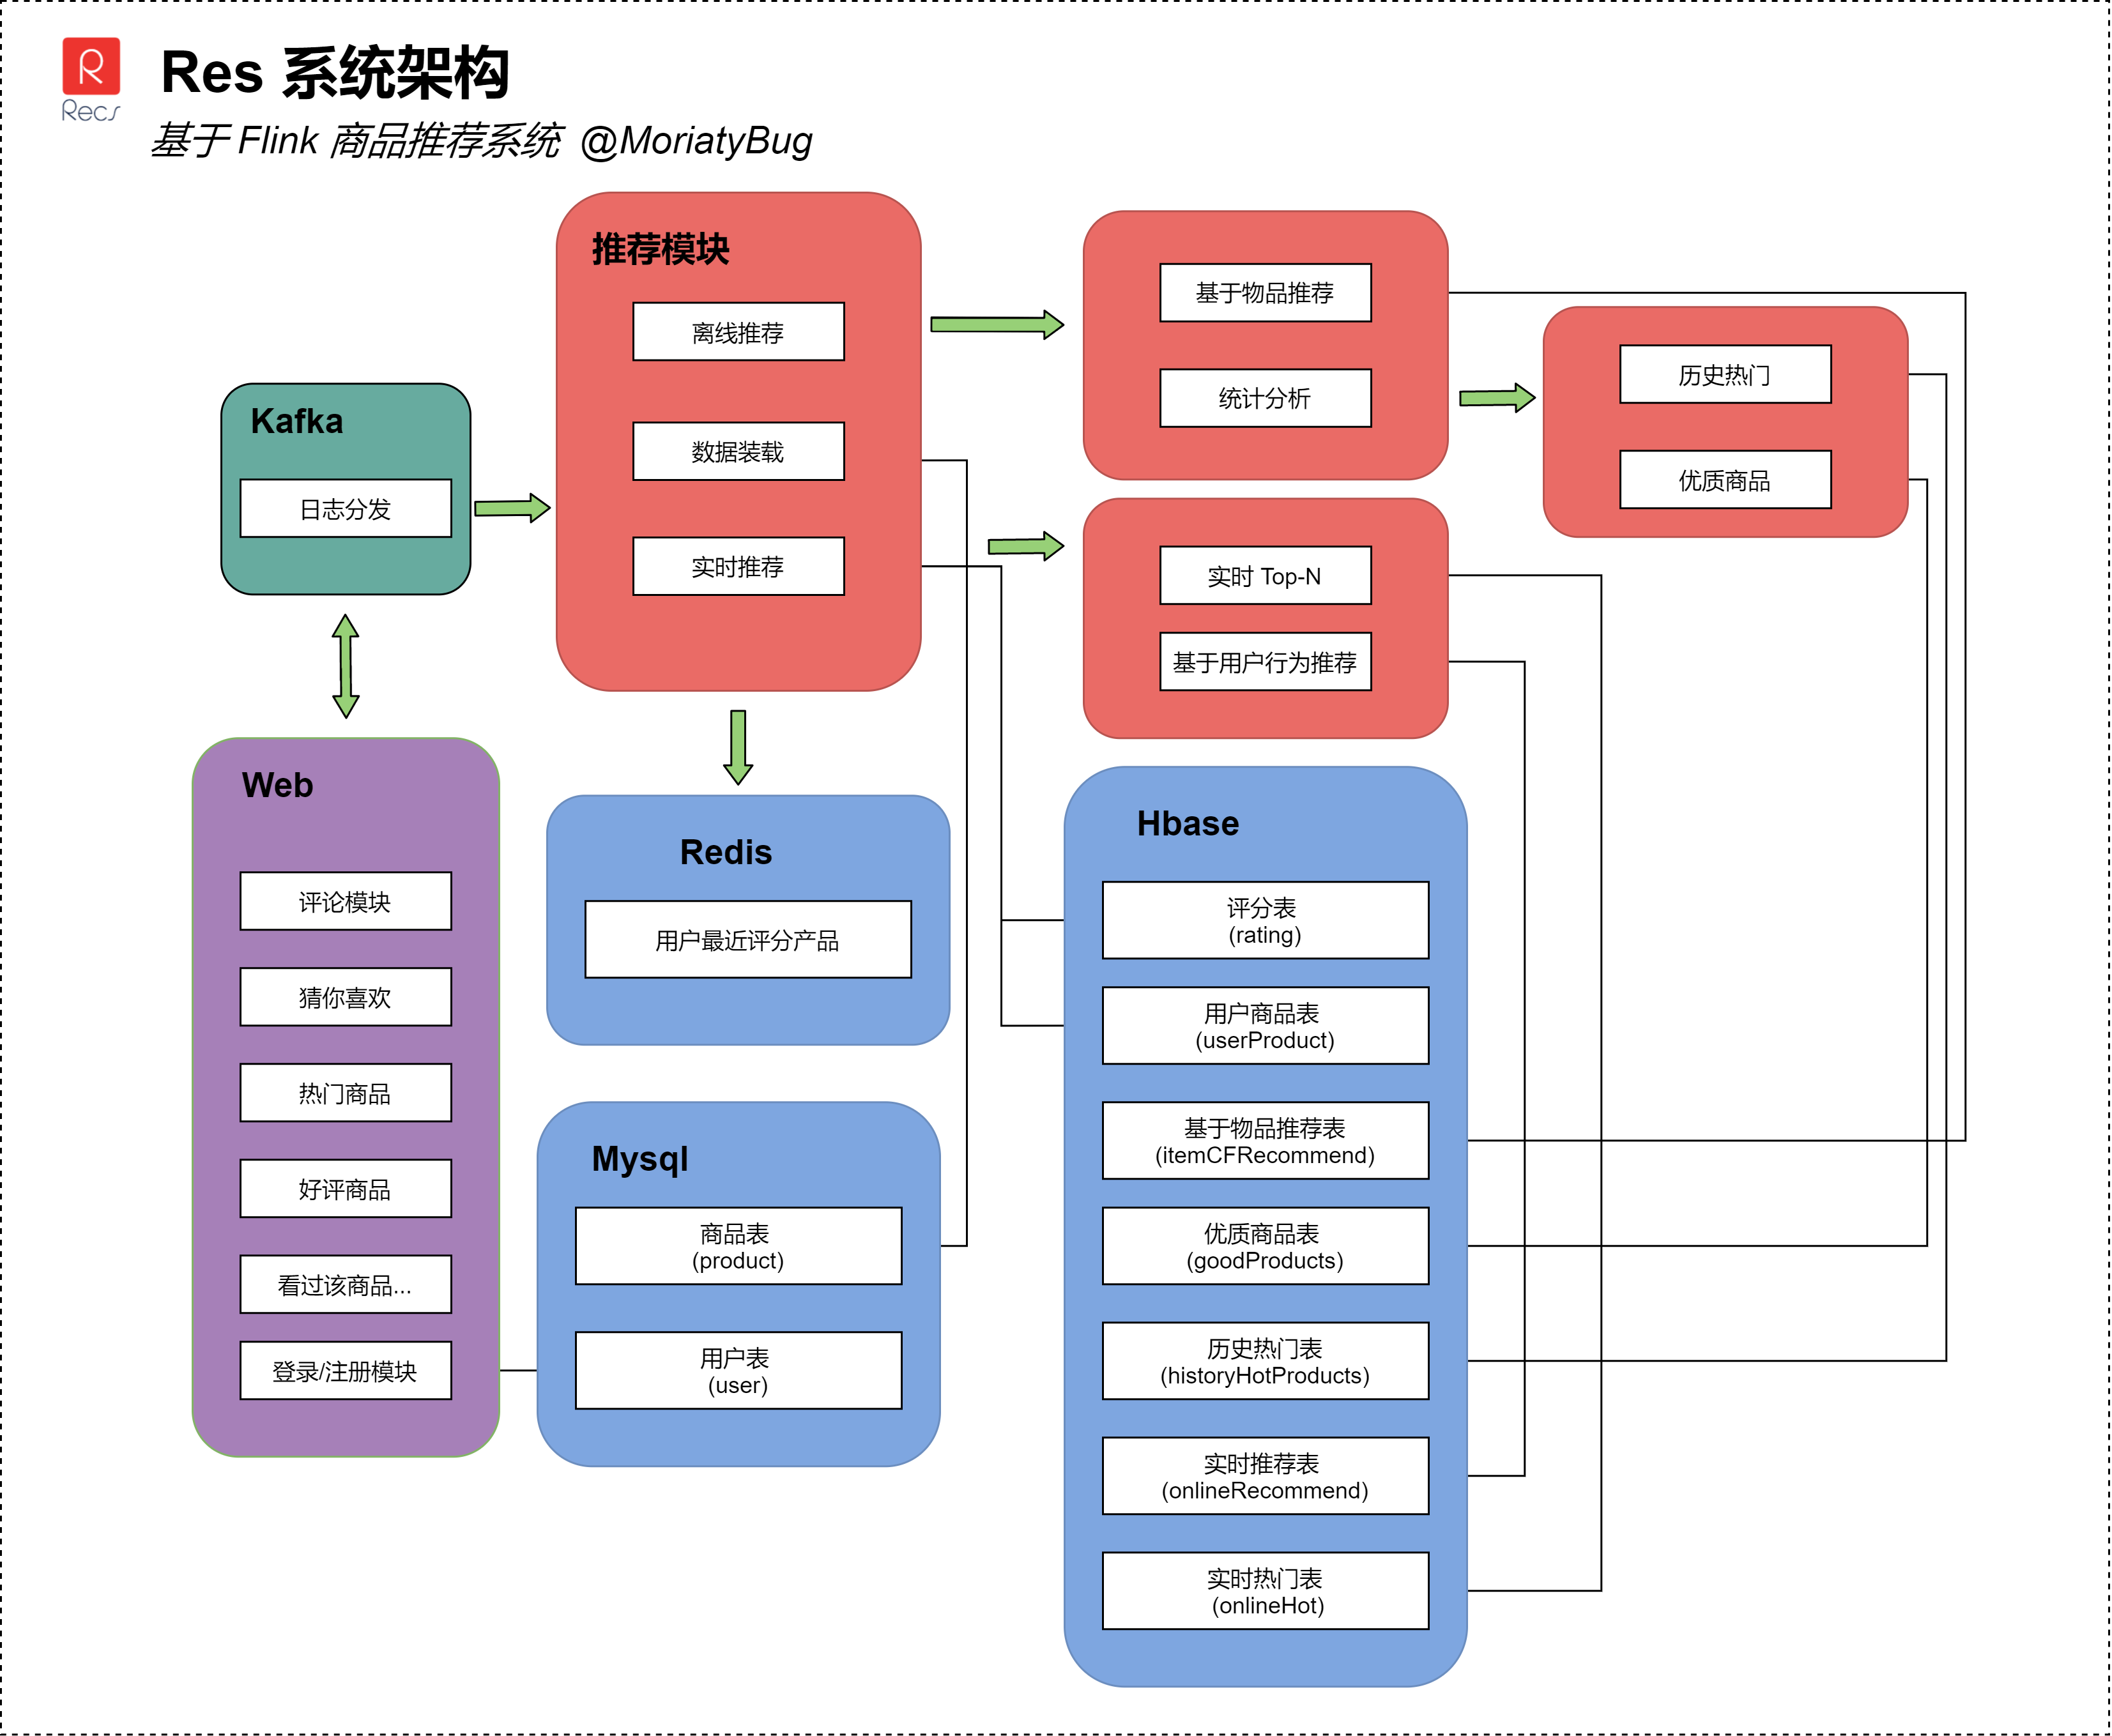 R
Recs
Res 系统架构
基于 Flink 商品推荐系统 @MoriatyBug
推荐模块
离线推荐
数据装载
实时推荐
基于物品推荐
统计分析
历史热门
优质商品
Kafka
日志分发
实时 Top-N
基于用户行为推荐
Web
评论模块
猜你喜欢
热门商品
好评商品
看过该商品...
登录/注册模块
Redis
用户最近评分产品
Mysql
商品表
(product)
用户表
(user)
Hbase
评分表
(rating)
用户商品表
(userProduct)
基于物品推荐表
(itemCFRecommend)
优质商品表
(goodProducts)
历史热门表
(historyHotProducts)
实时推荐表
(onlineRecommend)
实时热门表
(onlineHot)